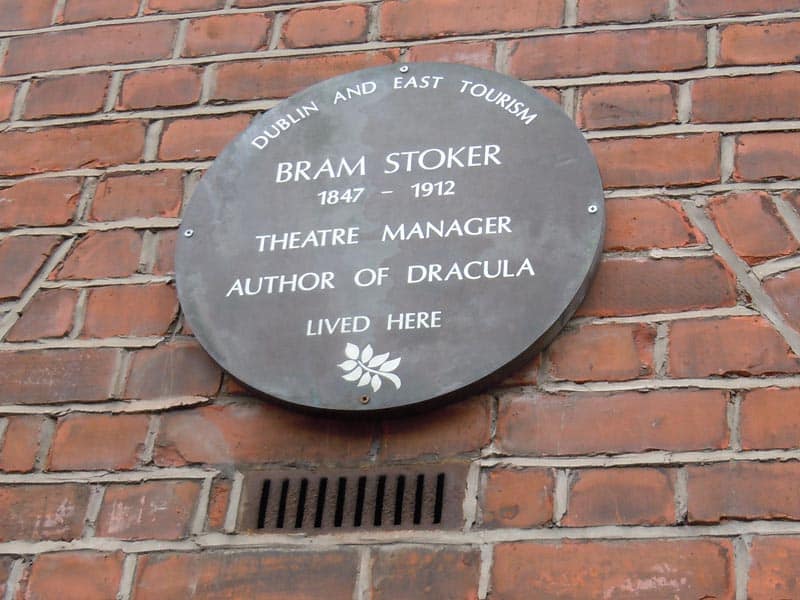 DUBLIN AND EAST TOURISM
BRAM STOKER
1847 – 1912
THEATRE MANAGER
AUTHOR OF DRACULA
LIVED HERE